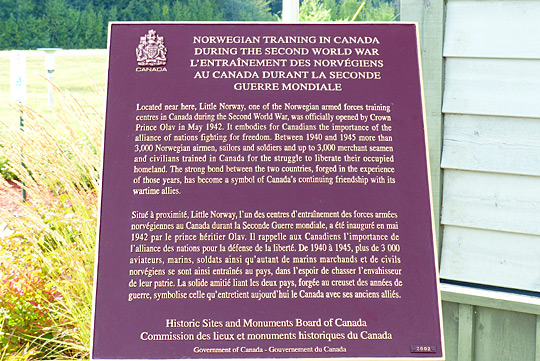 CANADA
NORWEGIAN TRAINING IN CANADA
DURING THE SECOND WORLD WAR
L'ENTRAÎNEMENT DES NORVÉGIENS
AU CANADA DURANT LA SECONDE
GUERRE MONDIALE
Located near here, Little Norway, one of the Norwegian armed forces training
centres in Canada during the Second World War, was officially opened by Crown
Prince Olav in May 1942. It embodies for Canadians the importance of the
alliance of nations fighting for freedom. Between 1940 and 1945 more than
3,000 Norwegian airmen, sailors and soldiers and up to 3,000 merchant seamen
and civilians trained in Canada for the struggle to liberate their occupied
homeland. The strong bond between the two countries, forged in the experience
of those years, has become a symbol of Canada's continuing friendship with its
wartime allies.
Situé à proximité, Little Norway, l'un des centres d'entraînement des forces armées
norvégiennes au Canada durant la Seconde Guerre mondiale, a été inauguré en mai
1942 par le prince héritier Olav. Il rappelle aux Canadiens l'importance de
l'alliance des nations pour la défense de la liberté. De 1940 à 1945, plus de 3 000
aviateurs, marins, soldats ainsi qu'autant de marins marchands et de civils
norvégiens se sont ainsi entraînés au pays, dans l'espoir de chasser l'envahisseur
de leur patrie. La solide amitié liant les deux pays, forgée au creuset des années de
guerre, symbolise celle qu'entretient aujourd'hui le Canada avec ses anciens alliés.
Historic Sites and Monuments Board of Canada
Commission des lieux et monuments historiques du Canada
Government of Canada - Gouvernement du Canada
2002